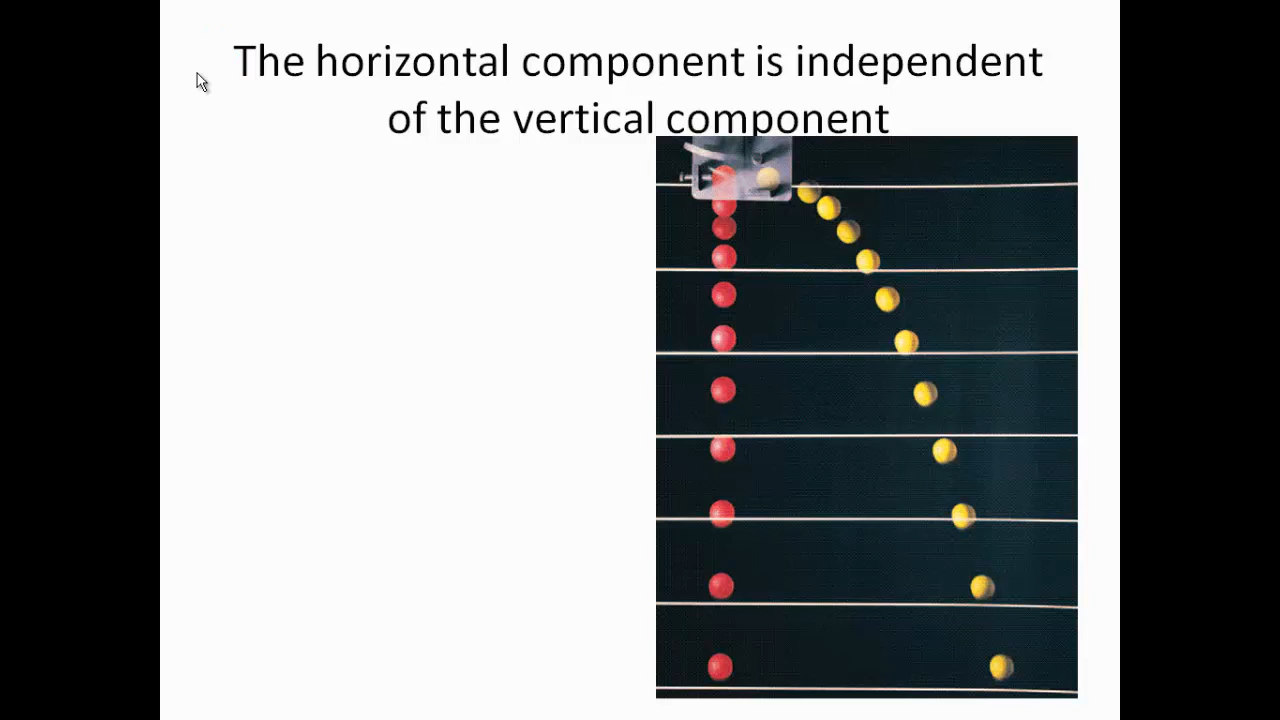 The horizontal component is independent
of the vertical component